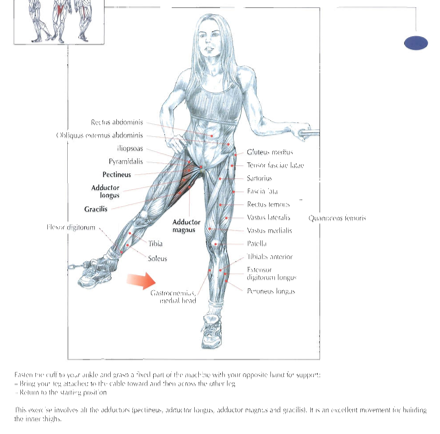 Rectus abdominis
Obliquus externus abdominis
Iliopsoas
Pyramidalis
Pectineus
Adductor
longus
Gracilis
Adductor
magnus
Flexor digitorum
Tibia
Soleus
Gastrocnemius,
medial head
Gluteus medius
Tensor fasciae latae
Sartorius
Fascia lata
Rectus femoris
Vastus lateralis
Quadriceps femoris
Vastus medialis
Patella
Tibialis anterior
Extensor
digitorum longus
Peroneus longus
Fasten the cuff to your ankle and grasp a fixed part of the machine with your opposite hand for support:
– Bring your leg attached to the cable toward and then across the other leg.
– Return to the starting position.
This exercise involves all the adductors (pectineus, adductor longus, adductor magnus and gracilis). It is an excellent movement for building
the inner thighs.